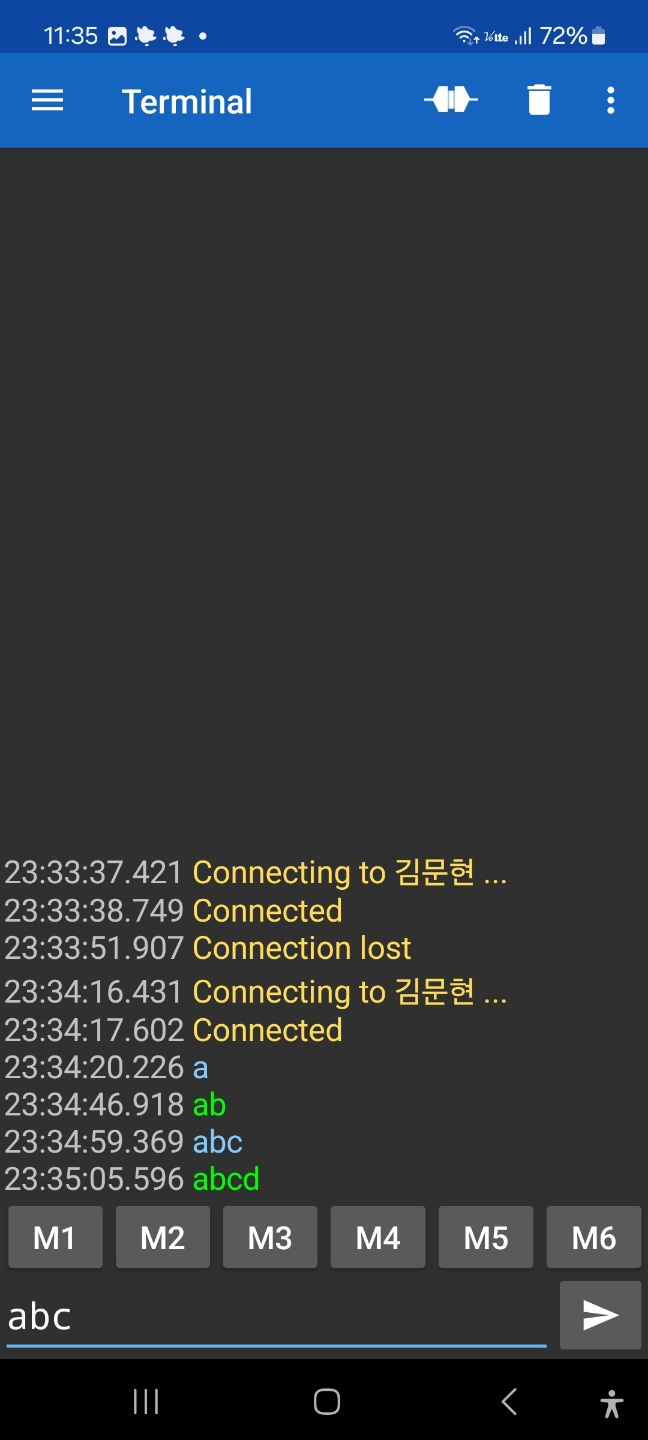 11:35 72%
Terminal
23:33:37.421 Connecting to 김문현 ...
23:33:38.749 Connected
23:33:51.907 Connection lost
23:34:16.431 Connecting to 김문현 ...
23:34:17.602 Connected
23:34:20.226 a
23:34:46.918 ab
23:34:59.369 abc
23:35:05.596 abcd
M1 M2 M3 M4 M5 M6
abc